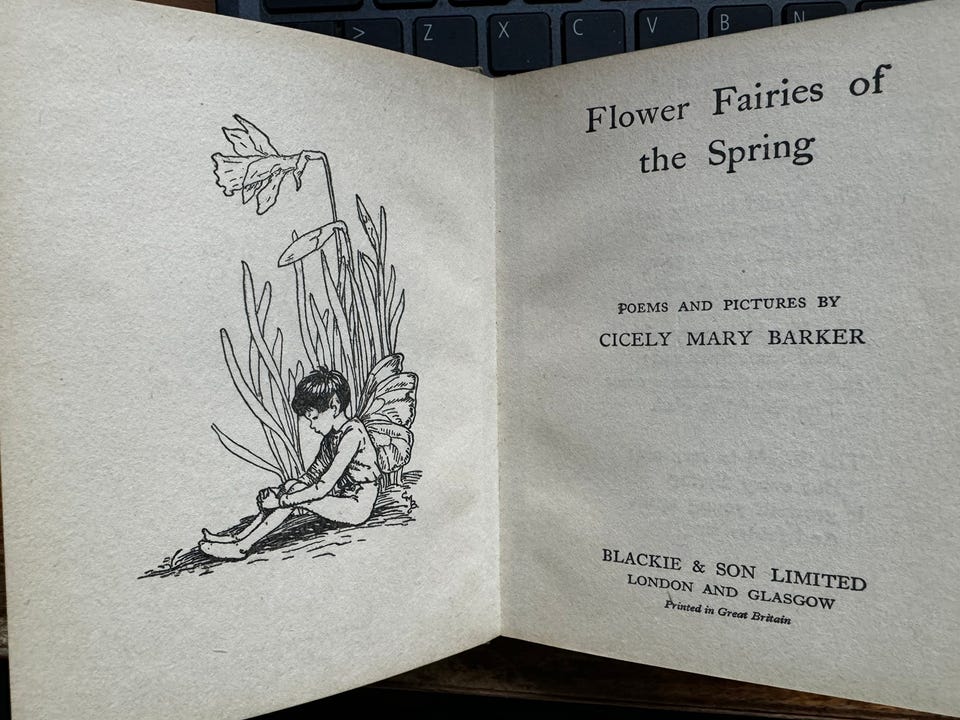 > Z X C V B N
CMB
Flower Fairies of
the Spring
POEMS AND PICTURES BY
CICELY MARY BARKER
BLACKIE & SON LIMITED
LONDON AND GLASGOW
Printed in Great Britain